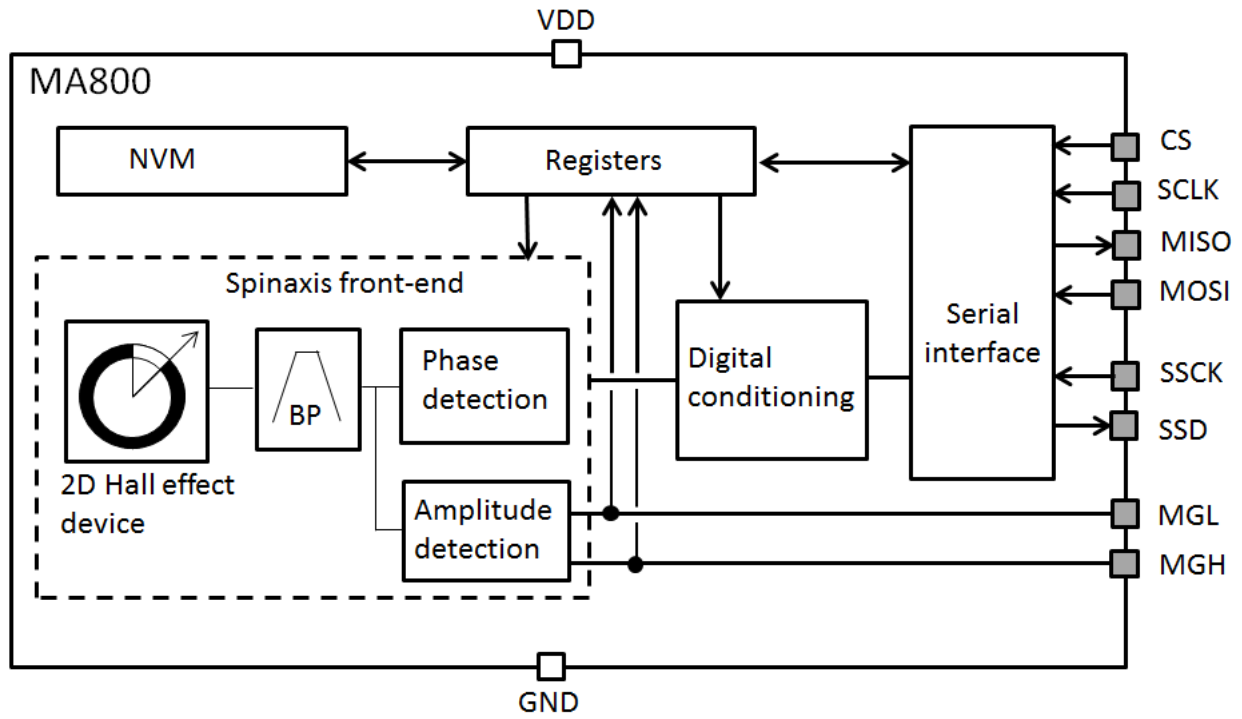 VDD
MA800
NVM
Registers
CS
SCLK
MISO
MOSI
SSCK
SSD
MGL
MGH
Serial
interface
Spinaxis front-end
Phase
detection
Digital
conditioning
BP
2D Hall effect
device
Amplitude
detection
GND